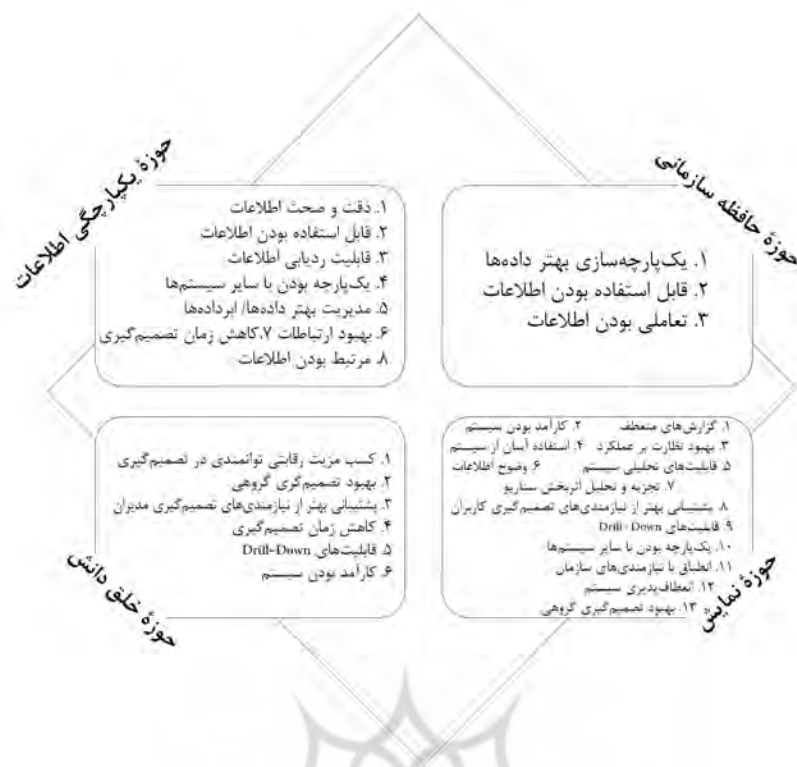 حوزهٔ حافظه سازمانی
۱. یک‌پارچه‌سازی بهتر داده‌ها
۲. قابل استفاده بودن اطلاعات
۳. تعاملی بودن اطلاعات
حوزهٔ یکپارچگی اطلاعات
۱. دقت و صحت اطلاعات
۲. قابل استفاده بودن اطلاعات
۳. قابلیت ردیابی اطلاعات
۴. یک‌پارچه بودن با سایر سیستم‌ها
۵. مدیریت بهتر داده‌ها/ ابرداده‌ها
۶. بهبود ارتباطات ۷.کاهش زمان تصمیم‌گیری
۸. مرتبط بودن اطلاعات
۱. گزارش‌های منعطف ۲. کارآمد بودن سیستم
۳. بهبود نظارت بر عملکرد ۴. استفاده آسان از سیستم
۵. قابلیت‌های تحلیلی سیستم ۶. وضوح اطلاعات
۷. تجزیه و تحلیل اثربخش سناریو
۸. پشتیبانی بهتر از نیازمندی‌های تصمیم‌گیری کاربران
۹. قابلیت‌های Drill-Down
۱۰. یک‌پارچه بودن با سایر سیستم‌ها
۱۱. انطباق با نیازمندی‌های سازمان
۱۲. انعطاف‌پذیری سیستم
و ۱۳. بهبود تصمیم‌گیری گروهی
حوزهٔ نمایش
۱. کسب مزیت رقابتی توانمندی در تصمیم‌گیری
۲. بهبود تصمیم‌گری گروهی
۳. پشتیبانی بهتر از نیازمندی‌های تصمیم‌گیری مدیران
۴. کاهش زمان تصمیم‌گیری
۵. قابلیت‌های Drill-Down
۶. کارآمد بودن سیستم
حوزهٔ خلق دانش